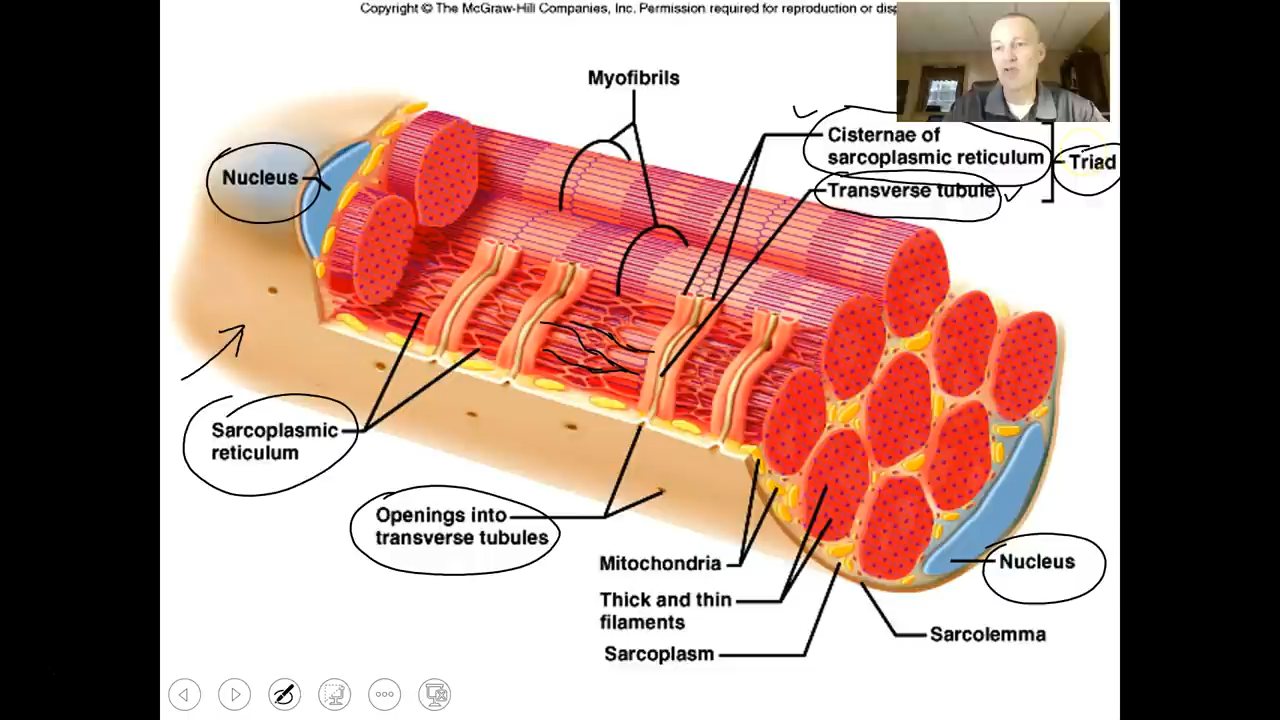 Copyright © The McGraw-Hill Companies, Inc. Permission required for reproduction or
Myofibrils
Cisternae of
sarcoplasmic reticulum
Triad
Nucleus
Transverse tubule
Sarcoplasmic
reticulum
Openings into
transverse tubules
Mitochondria
Nucleus
Thick and thin
filaments
Sarcolemma
Sarcoplasm